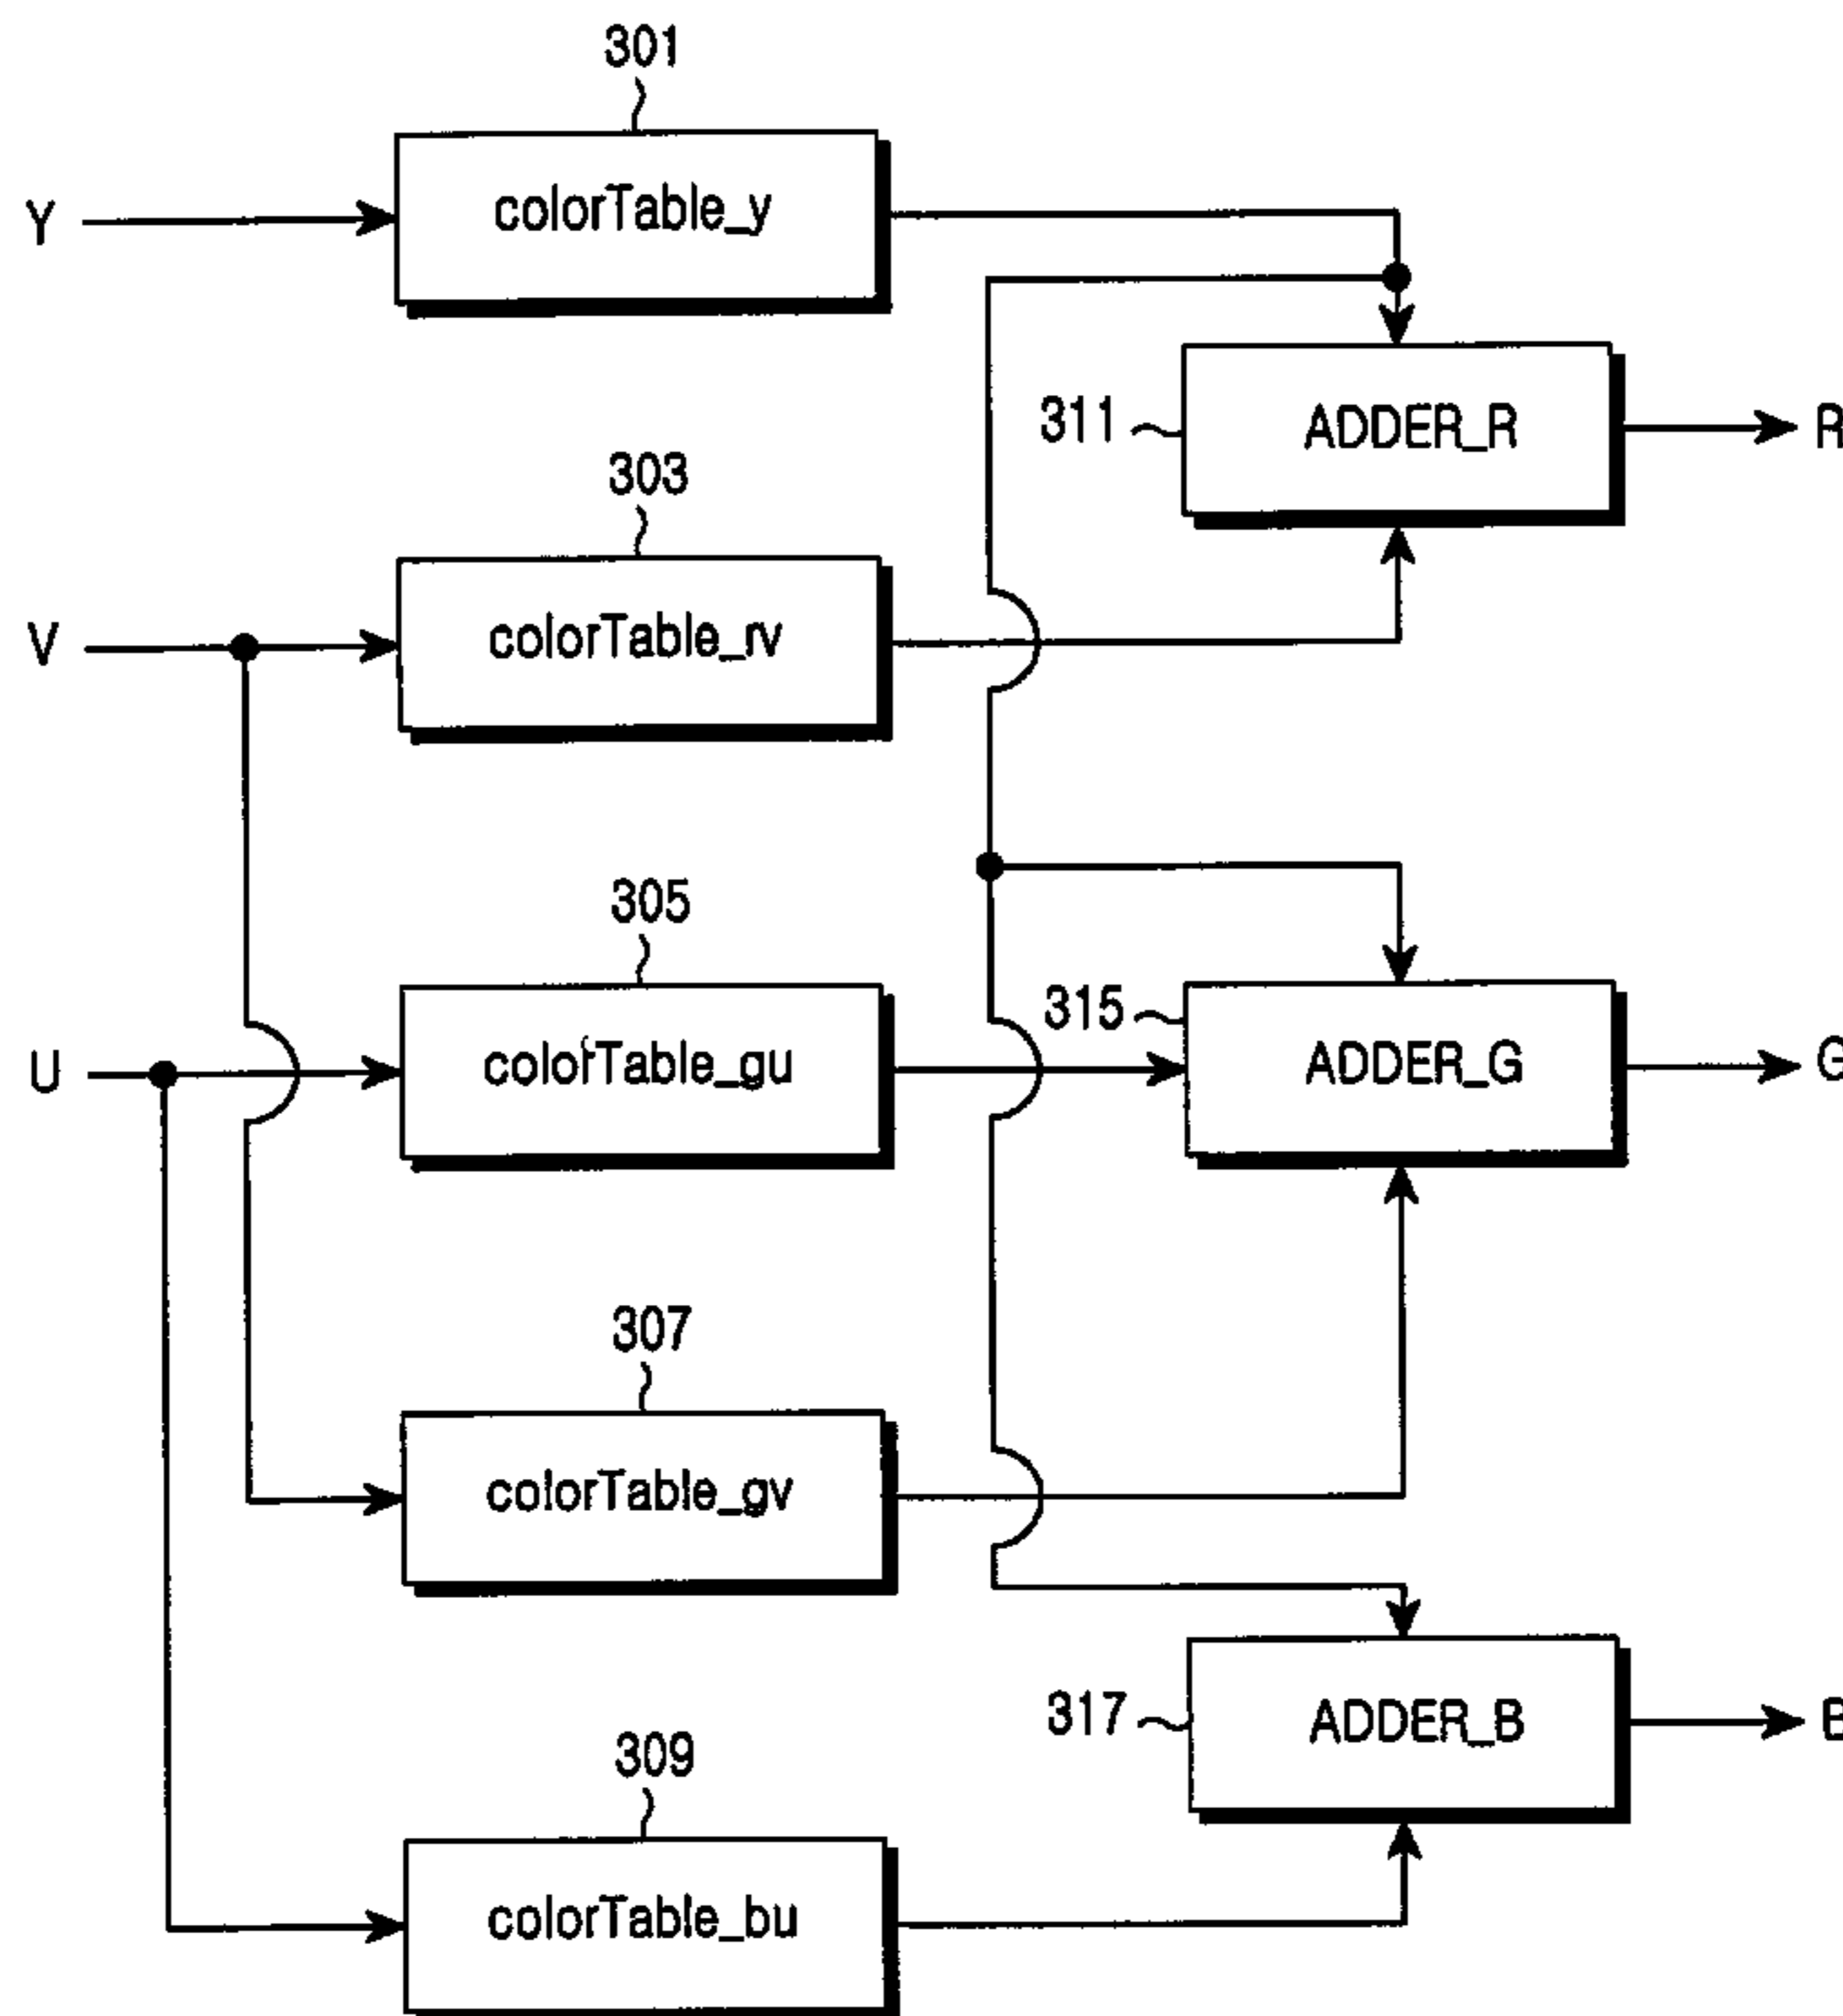 301
Y
colorTable_y
311
ADDER_R
R
303
V
colorTable_rv
305
U
colorTable_gu
315
ADDER_G
G
307
colorTable_gv
317
ADDER_B
B
309
colorTable_bu